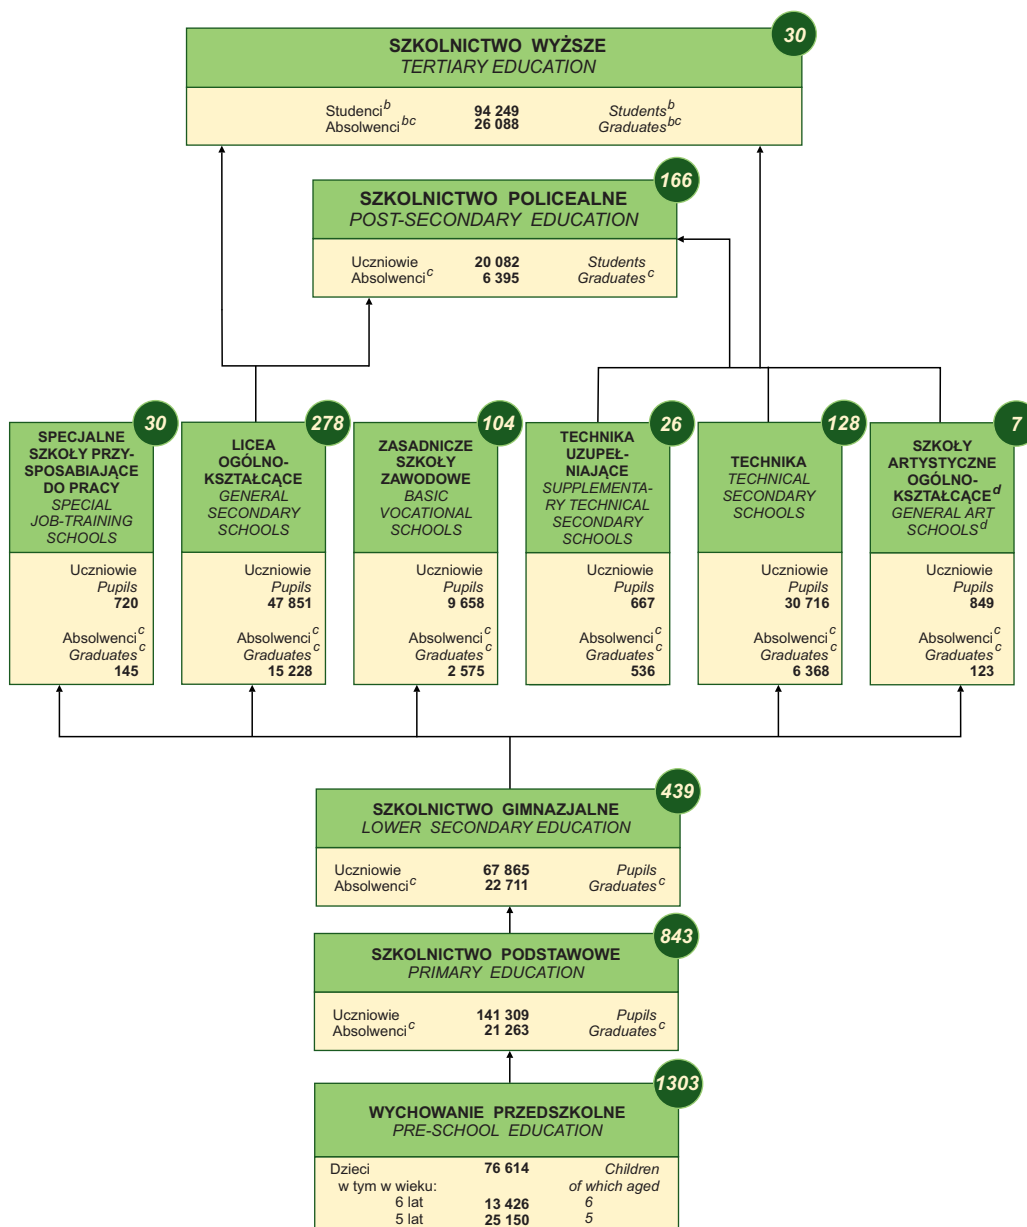 30
SZKOLNICTWO WYŻSZE
TERTIARY EDUCATION
Studenci b 94 249 Students b
Absolwenci bc 26 088 Graduates bc
166
SZKOLNICTWO POLICEALNE
POST-SECONDARY EDUCATION
Uczniowie 20 082 Students
Absolwenci c 6 395 Graduates c
30
SPECJALNE
SZKOŁY PRZY-
SPOSABIAJĄCE
DO PRACY
SPECIAL
JOB-TRAINING
SCHOOLS
Uczniowie
Pupils
720
Absolwenci c
Graduates c
145
278
LICEA
OGÓLNO-
KSZTAŁCĄCE
GENERAL
SECONDARY
SCHOOLS
Uczniowie
Pupils
47 851
Absolwenci c
Graduates c
15 228
104
ZASADNICZE
SZKOŁY
ZAWODOWE
BASIC
VOCATIONAL
SCHOOLS
Uczniowie
Pupils
9 658
Absolwenci c
Graduates c
2 575
26
TECHNIKA
UZUPEŁ-
NIAJĄCE
SUPPLEMENTA-
RY TECHNICAL
SECONDARY
SCHOOLS
Uczniowie
Pupils
667
Absolwenci c
Graduates c
536
128
TECHNIKA
TECHNICAL
SECONDARY
SCHOOLS
Uczniowie
Pupils
30 716
Absolwenci c
Graduates c
6 368
7
SZKOŁY
ARTYSTYCZNE
OGÓLNO-
KSZTAŁCĄCE d
GENERAL ART
SCHOOLS d
Uczniowie
Pupils
849
Absolwenci c
Graduates c
123
439
SZKOLNICTWO GIMNAZJALNE
LOWER SECONDARY EDUCATION
Uczniowie 67 865 Pupils
Absolwenci c 22 711 Graduates c
843
SZKOLNICTWO PODSTAWOWE
PRIMARY EDUCATION
Uczniowie 141 309 Pupils
Absolwenci c 21 263 Graduates c
1303
WYCHOWANIE PRZEDSZKOLNE
PRE-SCHOOL EDUCATION
Dzieci 76 614 Children
w tym w wieku: of which aged
6 lat 13 426 6
5 lat 25 150 5